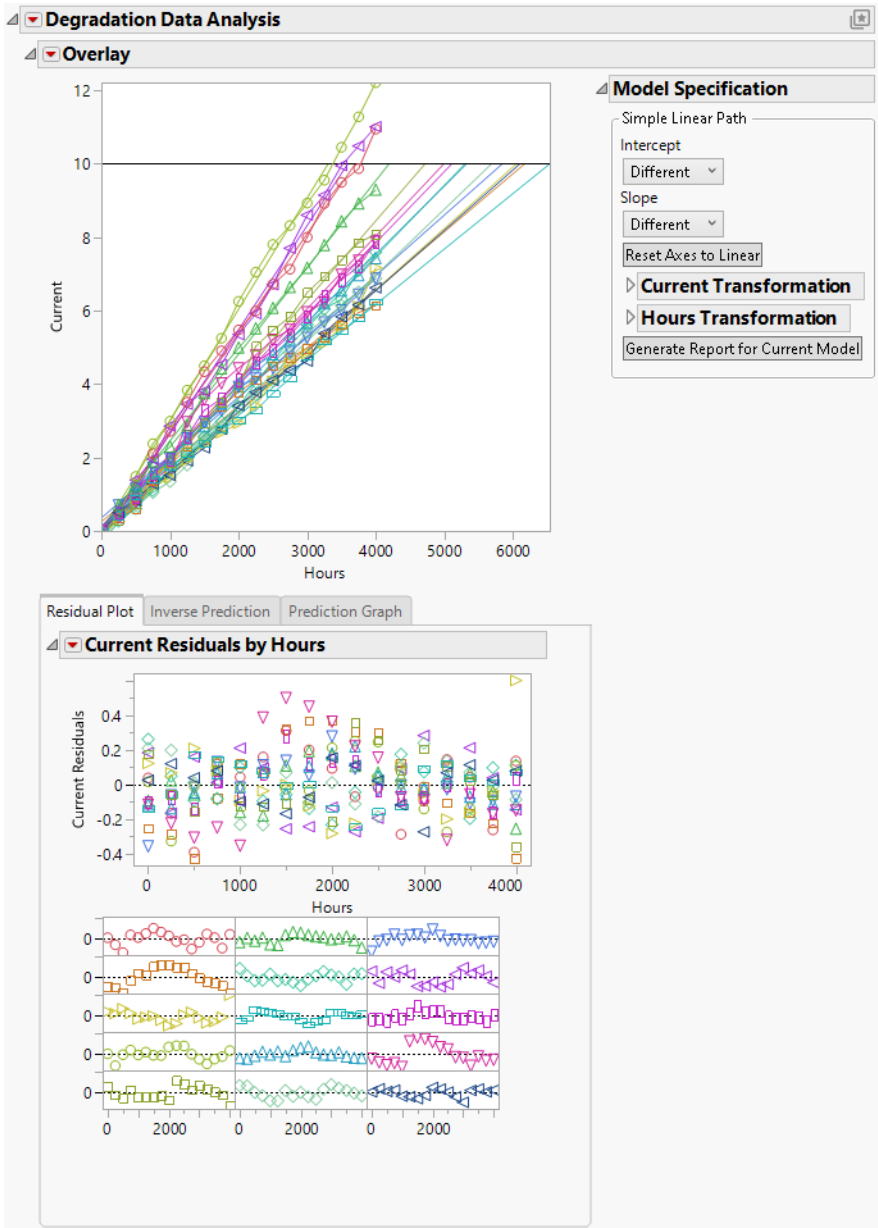 Degradation Data Analysis
Overlay
12
10
8
6
4
2
0
Current
0 1000 2000 3000 4000 5000 6000
Hours
Model Specification
Simple Linear Path
Intercept
Different
Slope
Different
Reset Axes to Linear
Current Transformation
Hours Transformation
Generate Report for Current Model
Residual Plot Inverse Prediction Prediction Graph
Current Residuals by Hours
0.4
0.2
0
-0.2
-0.4
Current Residuals
0 1000 2000 3000 4000
Hours
0
0
0
0
0
0 2000 0 2000 0 2000